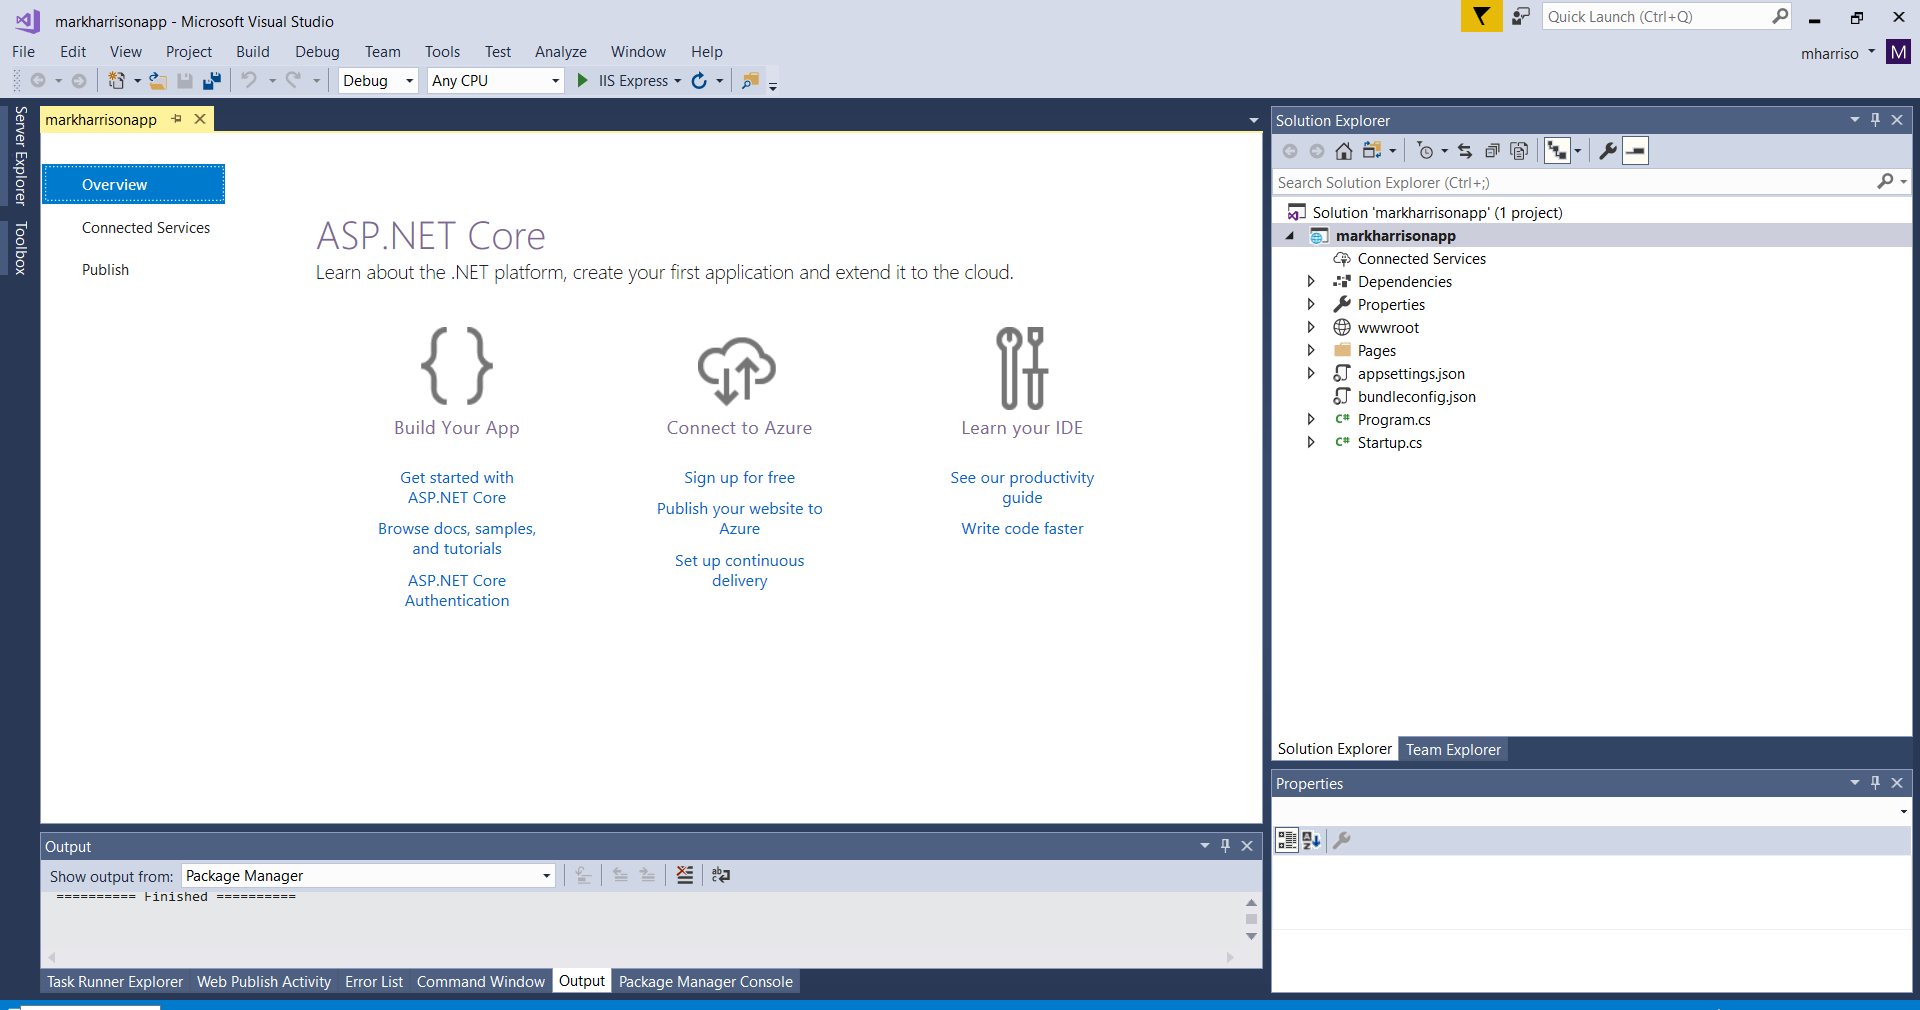 markharrisonapp - Microsoft Visual Studio
Quick Launch (Ctrl+Q)
File Edit View Project Build Debug Team Tools Test Analyze Window Help
mharriso
M
Debug Any CPU IIS Express
Server Explorer
Toolbox
markharrisonapp
Overview
Connected Services
Publish
ASP.NET Core
Learn about the .NET platform, create your first application and extend it to the cloud.
Build Your App
Get started with
ASP.NET Core
Browse docs, samples,
and tutorials
ASP.NET Core
Authentication
Connect to Azure
Sign up for free
Publish your website to
Azure
Set up continuous
delivery
Learn your IDE
See our productivity
guide
Write code faster
Output
Show output from: Package Manager
========== Finished ==========
Task Runner Explorer Web Publish Activity Error List Command Window Output Package Manager Console
Solution Explorer
Search Solution Explorer (Ctrl+;)
Solution 'markharrisonapp' (1 project)
markharrisonapp
Connected Services
Dependencies
Properties
wwwroot
Pages
appsettings.json
bundleconfig.json
C# Program.cs
C# Startup.cs
Solution Explorer Team Explorer
Properties